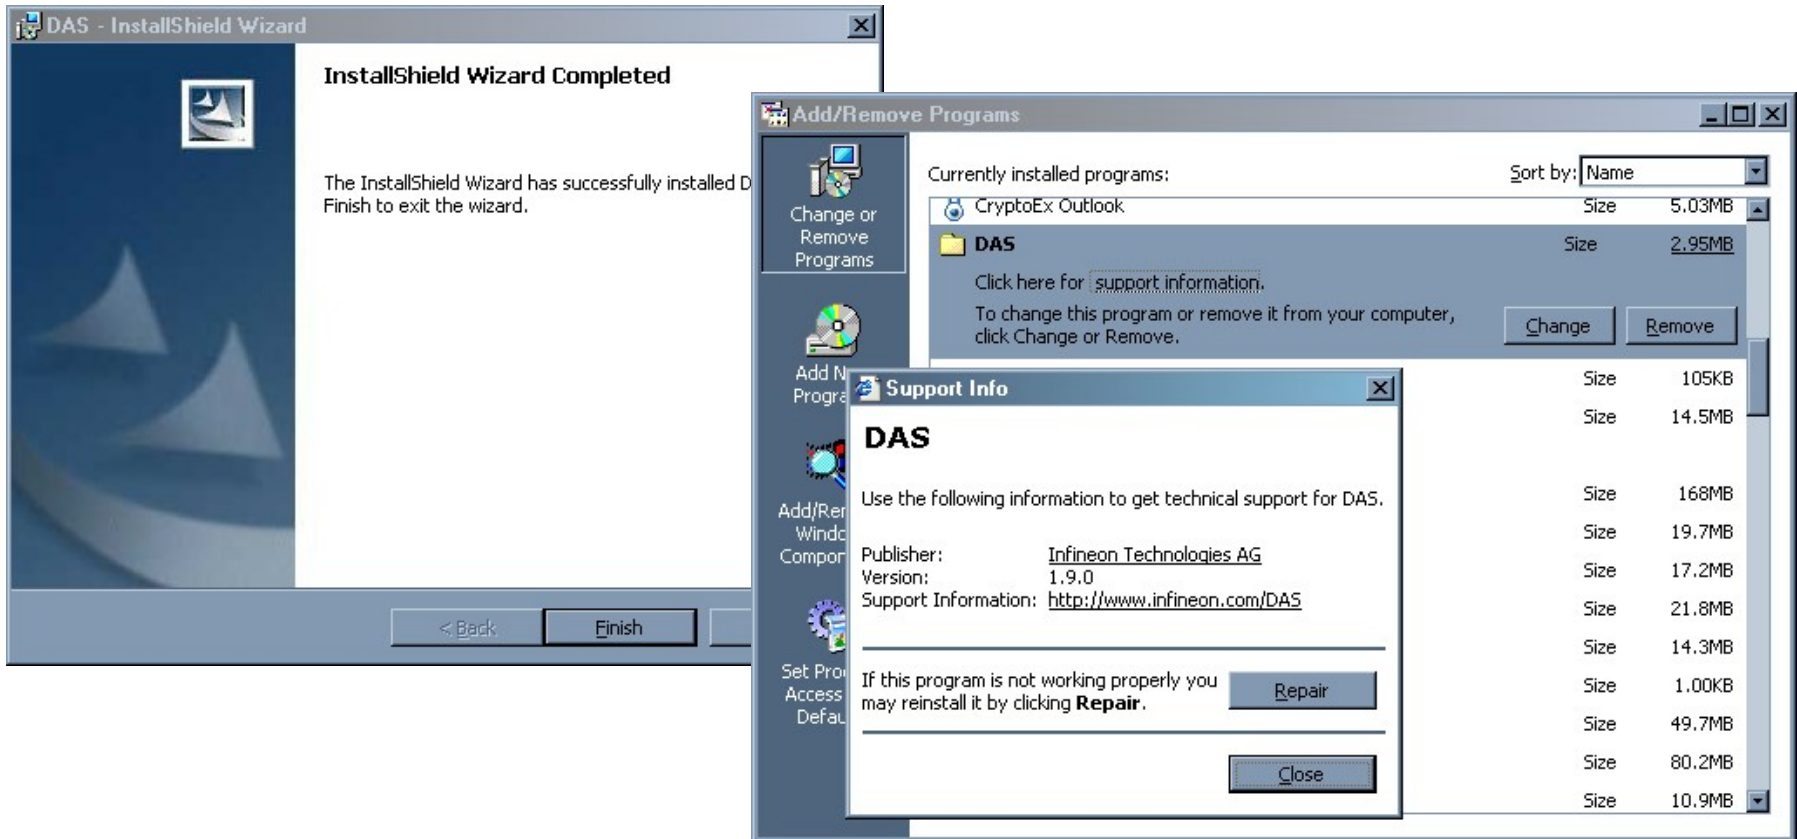 DAS - InstallShield Wizard
InstallShield Wizard Completed
The InstallShield Wizard has successfully installed
Finish to exit the wizard.
< Back
Finish
Add/Remove Programs
Change or
Remove
Programs
Add
Currently installed programs:
Sort by: Name
CryptoEx Outlook Size 5.03MB
DAS Size 2.95MB
Click here for support information.
To change this program or remove it from your computer,
click Change or Remove.
Change
Remove
Size 105KB
Size 14.5MB
Size 168MB
Size 19.7MB
Size 17.2MB
Size 21.8MB
Size 14.3MB
Size 1.00KB
Size 49.7MB
Size 80.2MB
Size 10.9MB
Set
Access
Support Info
DAS
Use the following information to get technical support for DAS.
Publisher: Infineon Technologies AG
Version: 1.9.0
Support Information: http://www.infineon.com/DAS
If this program is not working properly you
may reinstall it by clicking Repair.
Repair
Close